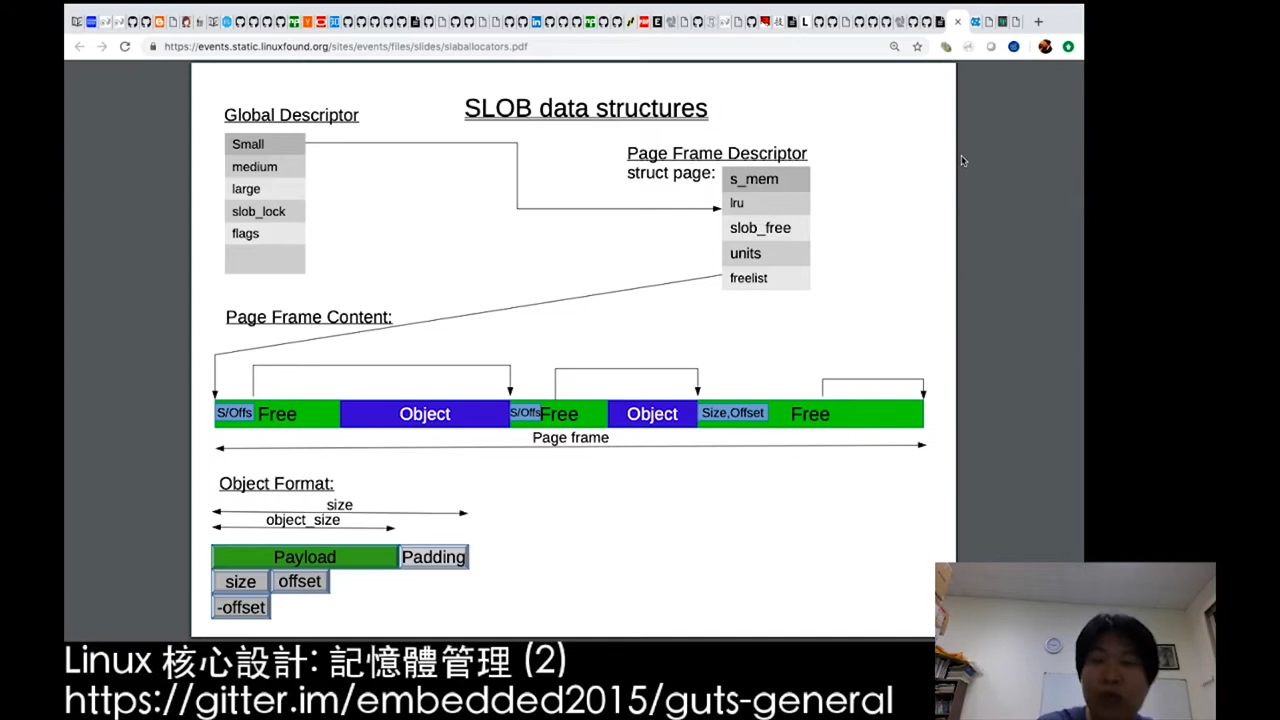 https://events.static.linuxfound.org/sites/events/files/slides/slaballocators.pdf
SLOB data structures
Global Descriptor
Small
medium
large
slob_lock
flags
Page Frame Descriptor
struct page:
s_mem
lru
slob_free
units
freelist
Page Frame Content:
S/Offs Free Object S/Offs Free Object Size,Offset Free
Page frame
Object Format:
size
object_size
Payload Padding
size offset
-offset
Linux 核心設計: 記憶體管理 (2)
https://gitter.im/embedded2015/guts-general